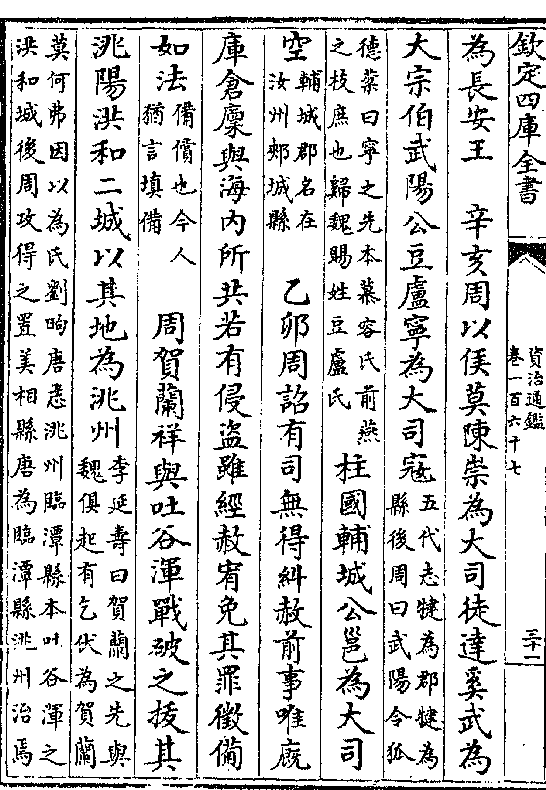 欽定四庫全書
資治通鑑
卷一百六十七
三十一
為長安王　辛亥周以侯莫陳崇為大司徒達奚武為
大宗伯武陽公豆盧寧為大司寇
五代志犍為郡犍為
縣後周曰武陽令狐
德棻曰寧之先本慕容氏前燕
之枝庶也歸魏賜姓豆盧氏
柱國輔城公邕為大司
空
輔城郡名在
汝州郟城縣
乙卯周詔有司無得糾赦前事唯廐
庫倉廩與海內所共若有侵盜雖經赦宥免其罪徵備
如法
備償也今人
猶言填備
周賀蘭祥與吐谷渾戰破之拔其
洮陽洪和二城以其地為洮州
李延壽曰賀蘭之先與
魏俱起有乞伏為賀蘭
莫何弗因以為氏劉昫唐志洮州臨潭縣本吐谷渾之
洪和城後周攻得之置美相縣唐為臨潭縣洮州治焉